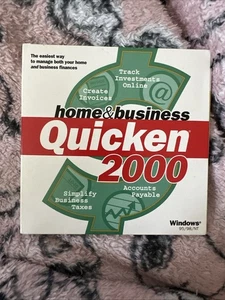 The easiest way
to manage both your home
and business finances
Track
Investments
Online
Create
Invoices
home&business
Quicken
2000
Simplify
Business
Taxes
Accounts
Payable
Windows®
95/98/NT